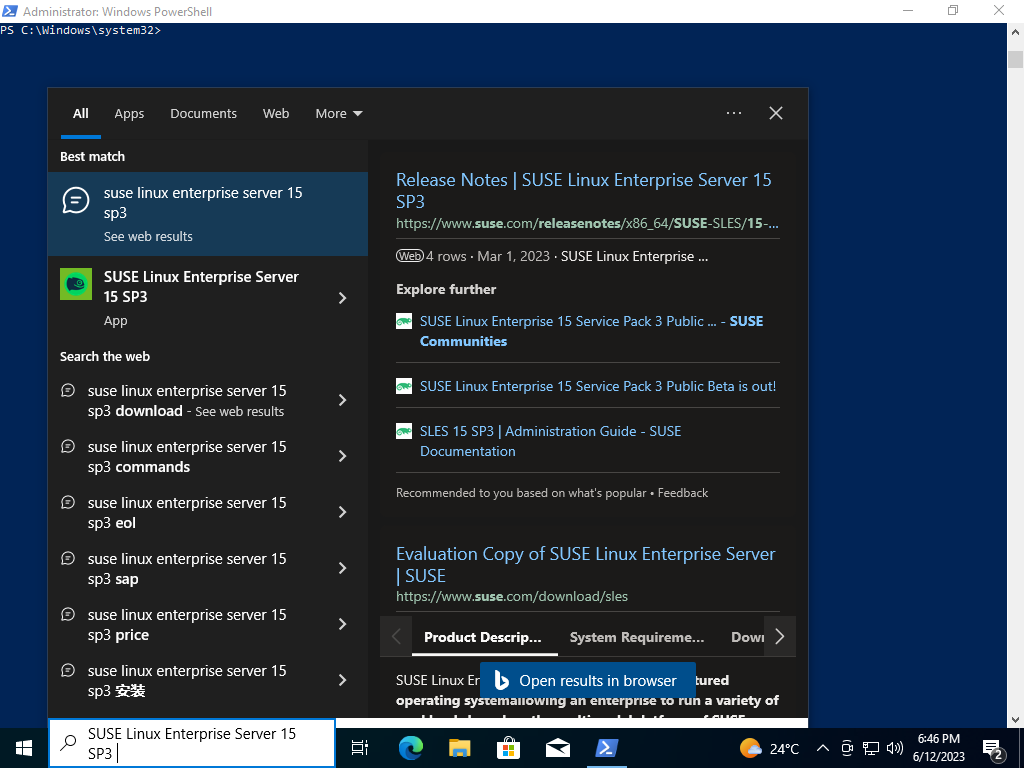 Administrator: Windows PowerShell
PS C:\Windows\system32>
All Apps Documents Web More
Best match
suse linux enterprise server 15
sp3
See web results
SUSE Linux Enterprise Server
15 SP3
App
Search the web
suse linux enterprise server 15
sp3 download - See web results
suse linux enterprise server 15
sp3 commands
suse linux enterprise server 15
sp3 eol
suse linux enterprise server 15
sp3 sap
suse linux enterprise server 15
sp3 price
suse linux enterprise server 15
sp3 安装
Release Notes | SUSE Linux Enterprise Server 15
SP3
https://www.suse.com/releasenotes/x86_64/SUSE-SLES/15-...
Web 4 rows · Mar 1, 2023 · SUSE Linux Enterprise ...
Explore further
SUSE Linux Enterprise 15 Service Pack 3 Public ... - SUSE
Communities
SUSE Linux Enterprise 15 Service Pack 3 Public Beta is out!
SLES 15 SP3 | Administration Guide - SUSE
Documentation
Recommended to you based on what's popular • Feedback
Evaluation Copy of SUSE Linux Enterprise Server
| SUSE
https://www.suse.com/download/sles
Product Descrip... System Requireme... Down
SUSE Linux Er tured
operating systemallowing an enterprise to run a variety of
Open results in browser
SUSE Linux Enterprise Server 15
SP3
24°C
6:46 PM
6/12/2023
2